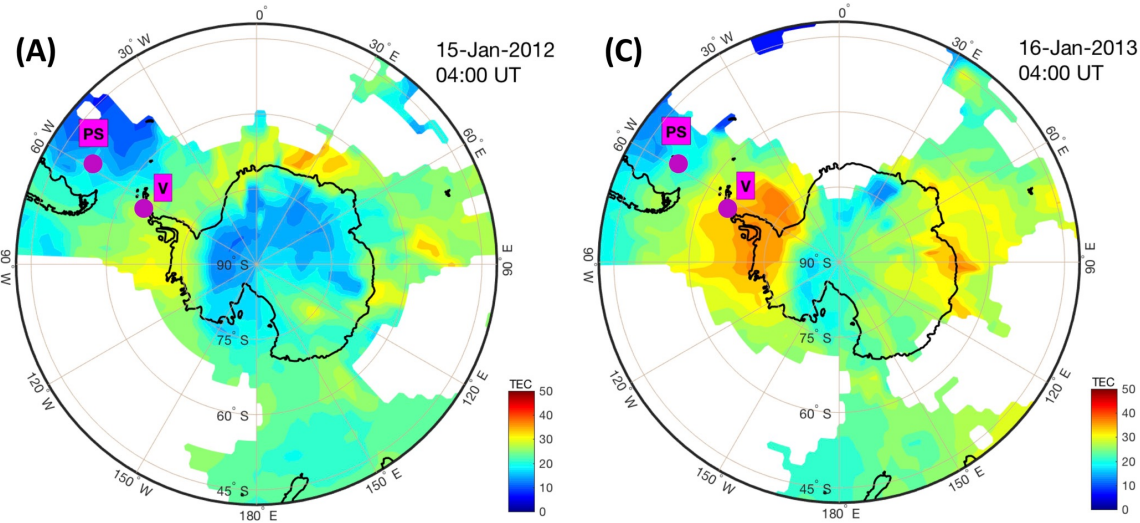 (A)
15-Jan-2012
04:00 UT
0°
30° W
30° E
60° W
60° E
PS
V
90° W
90° S
90° E
75° S
120° W
120° E
60° S
150° W
150° E
45° S
180° E
TEC
50
40
30
20
10
0
(C)
16-Jan-2013
04:00 UT
0°
30° W
30° E
60° W
60° E
PS
V
90° W
90° S
90° E
75° S
120° W
120° E
60° S
150° W
150° E
45° S
180° E
TEC
50
40
30
20
10
0